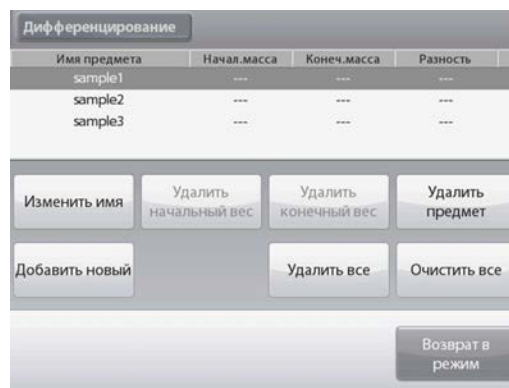 Дифференцирование
Имя предмета Начал.масса Конеч.масса Разность
sample1 --- --- ---
sample2 --- --- ---
sample3 --- --- ---
Изменить имя
Удалить
начальный вес
Удалить
конечный вес
Удалить
предмет
Добавить новый
Удалить все
Очистить все
Возврат в
режим